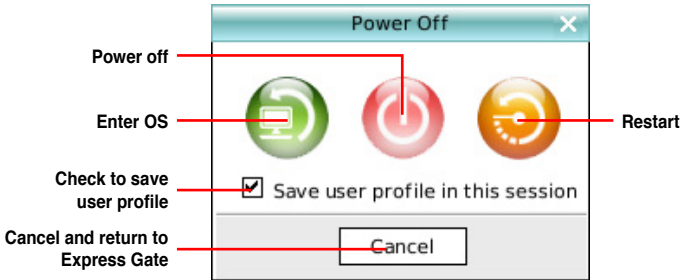 Power Off
Power off
Enter OS
Restart
Check to save
user profile
Save user profile in this session
Cancel and return to
Express Gate
Cancel